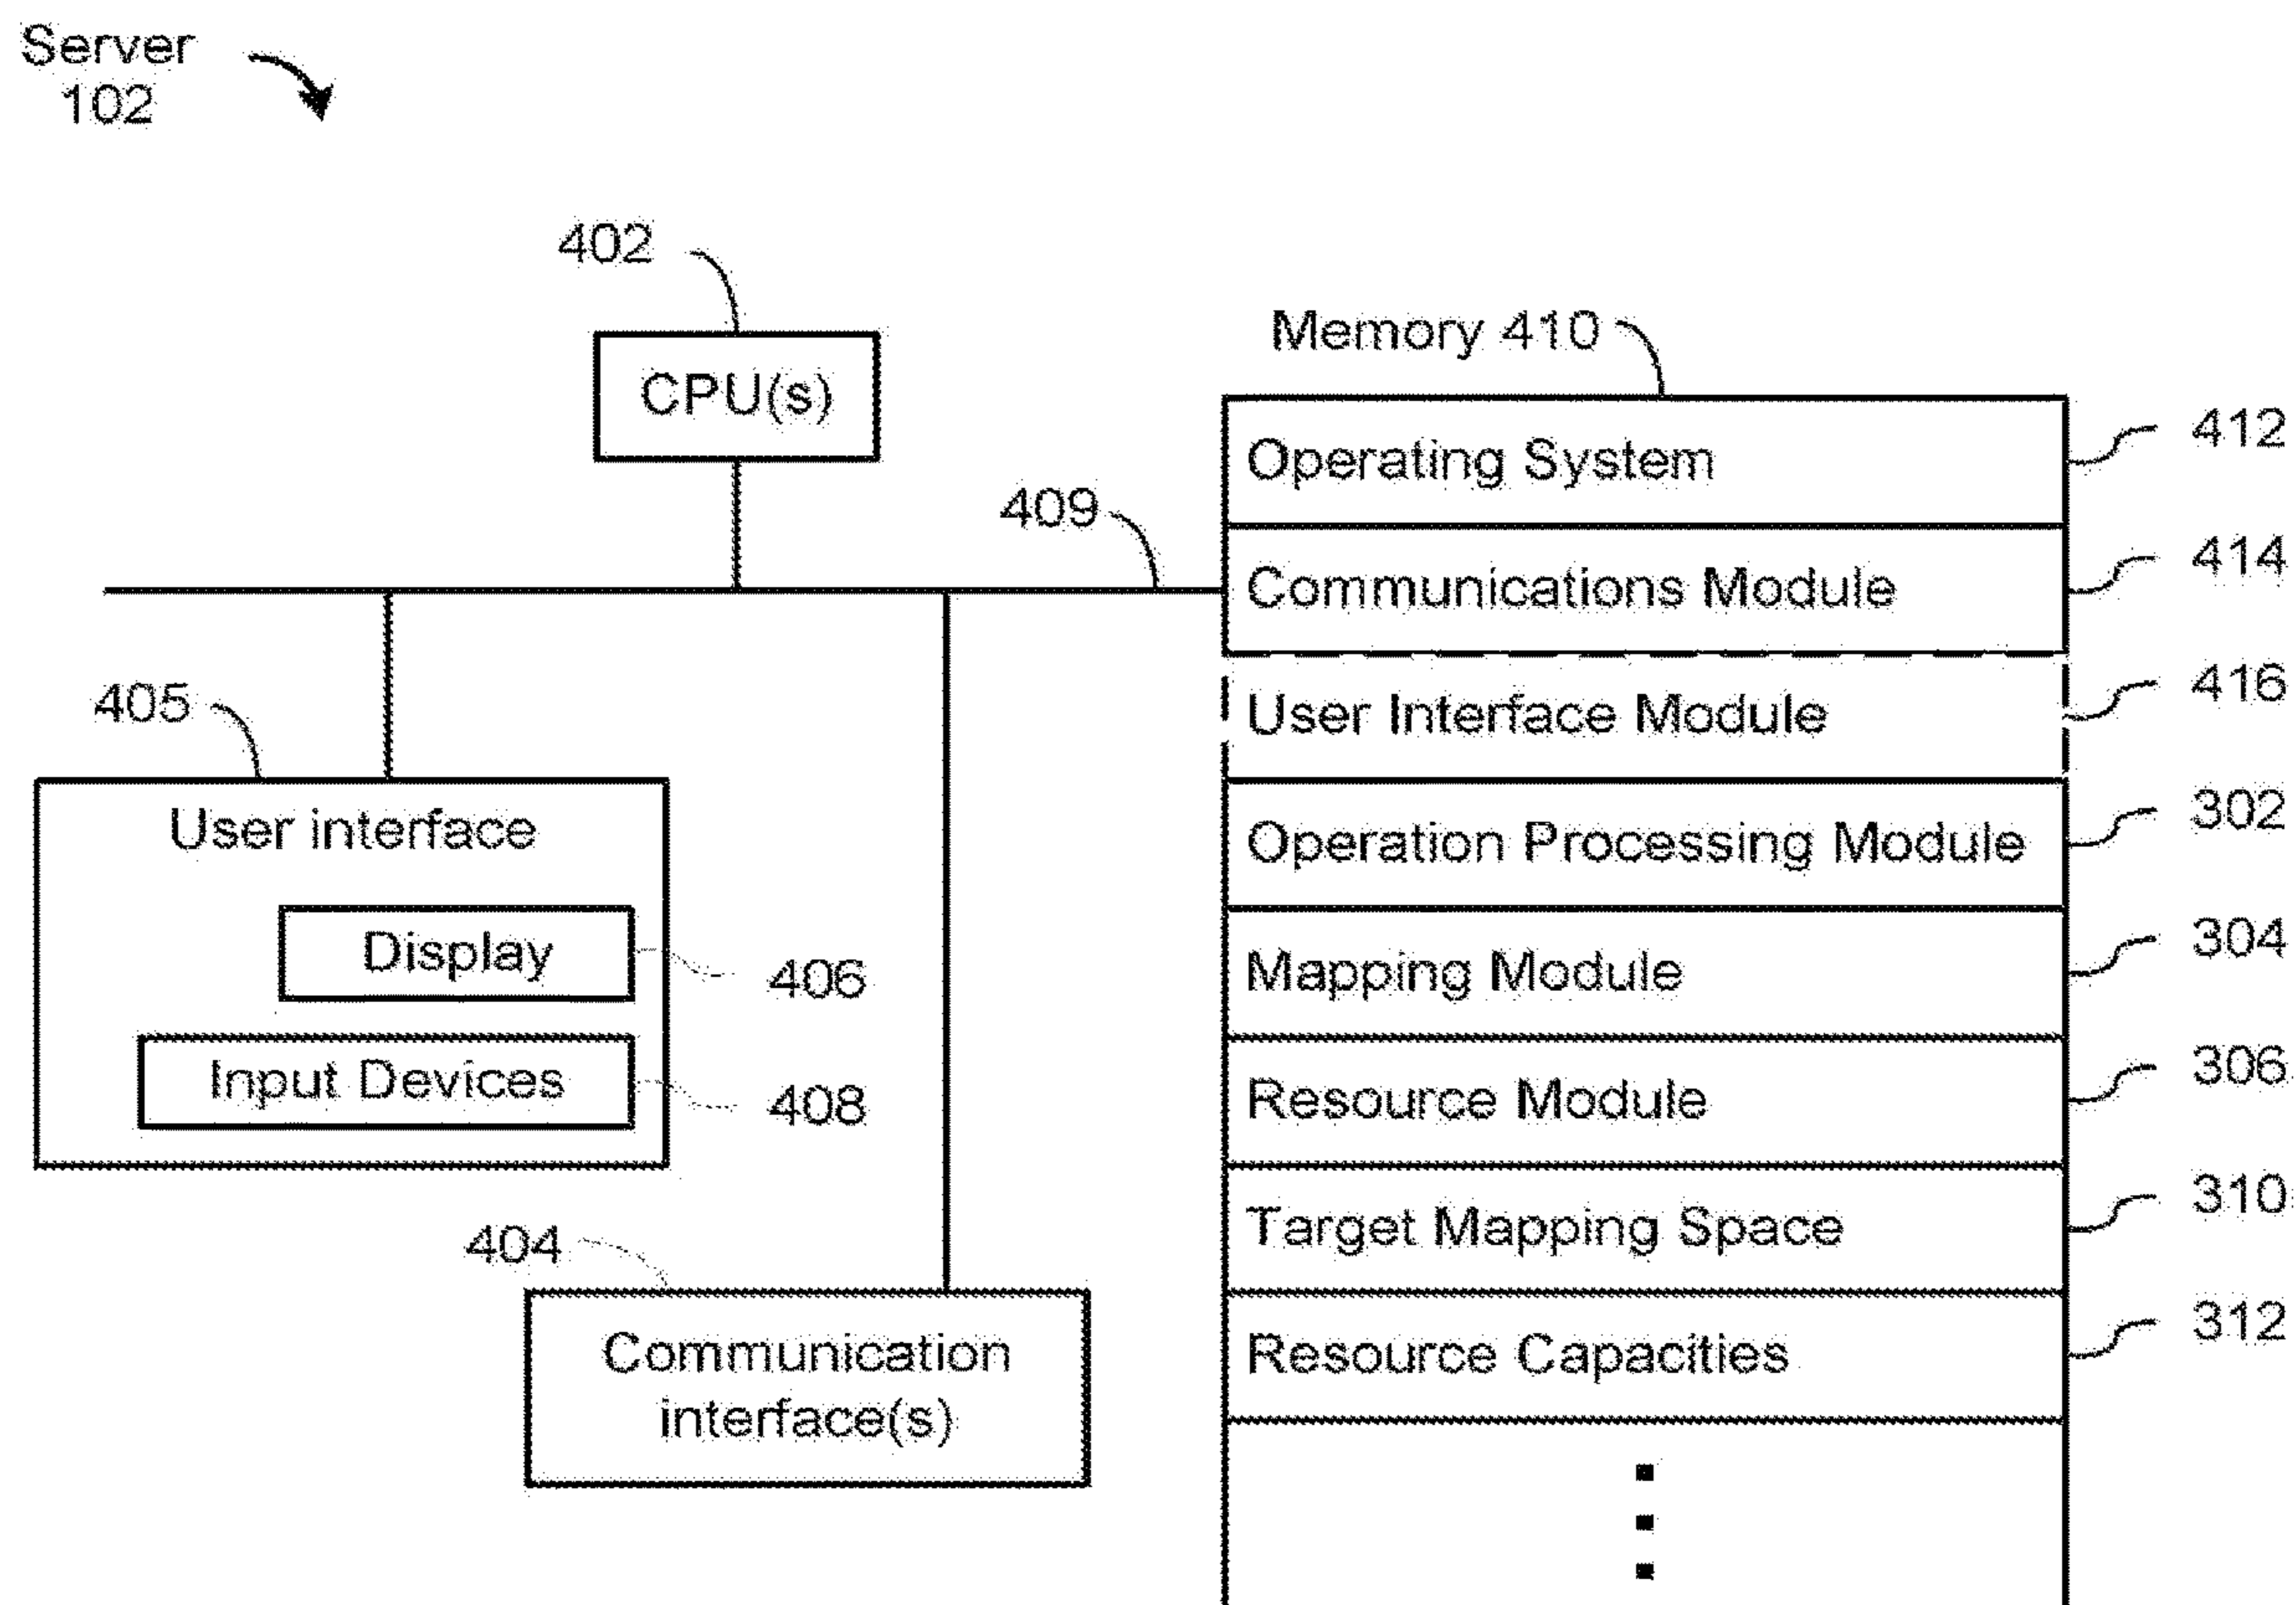 Server
102
402
CPU(s)
409
405
User interface
Display
406
Input Devices
408
404
Communication
interface(s)
Memory 410
Operating System
412
Communications Module
414
User Interface Module
416
Operation Processing Module
302
Mapping Module
304
Resource Module
306
Target Mapping Space
310
Resource Capacities
312